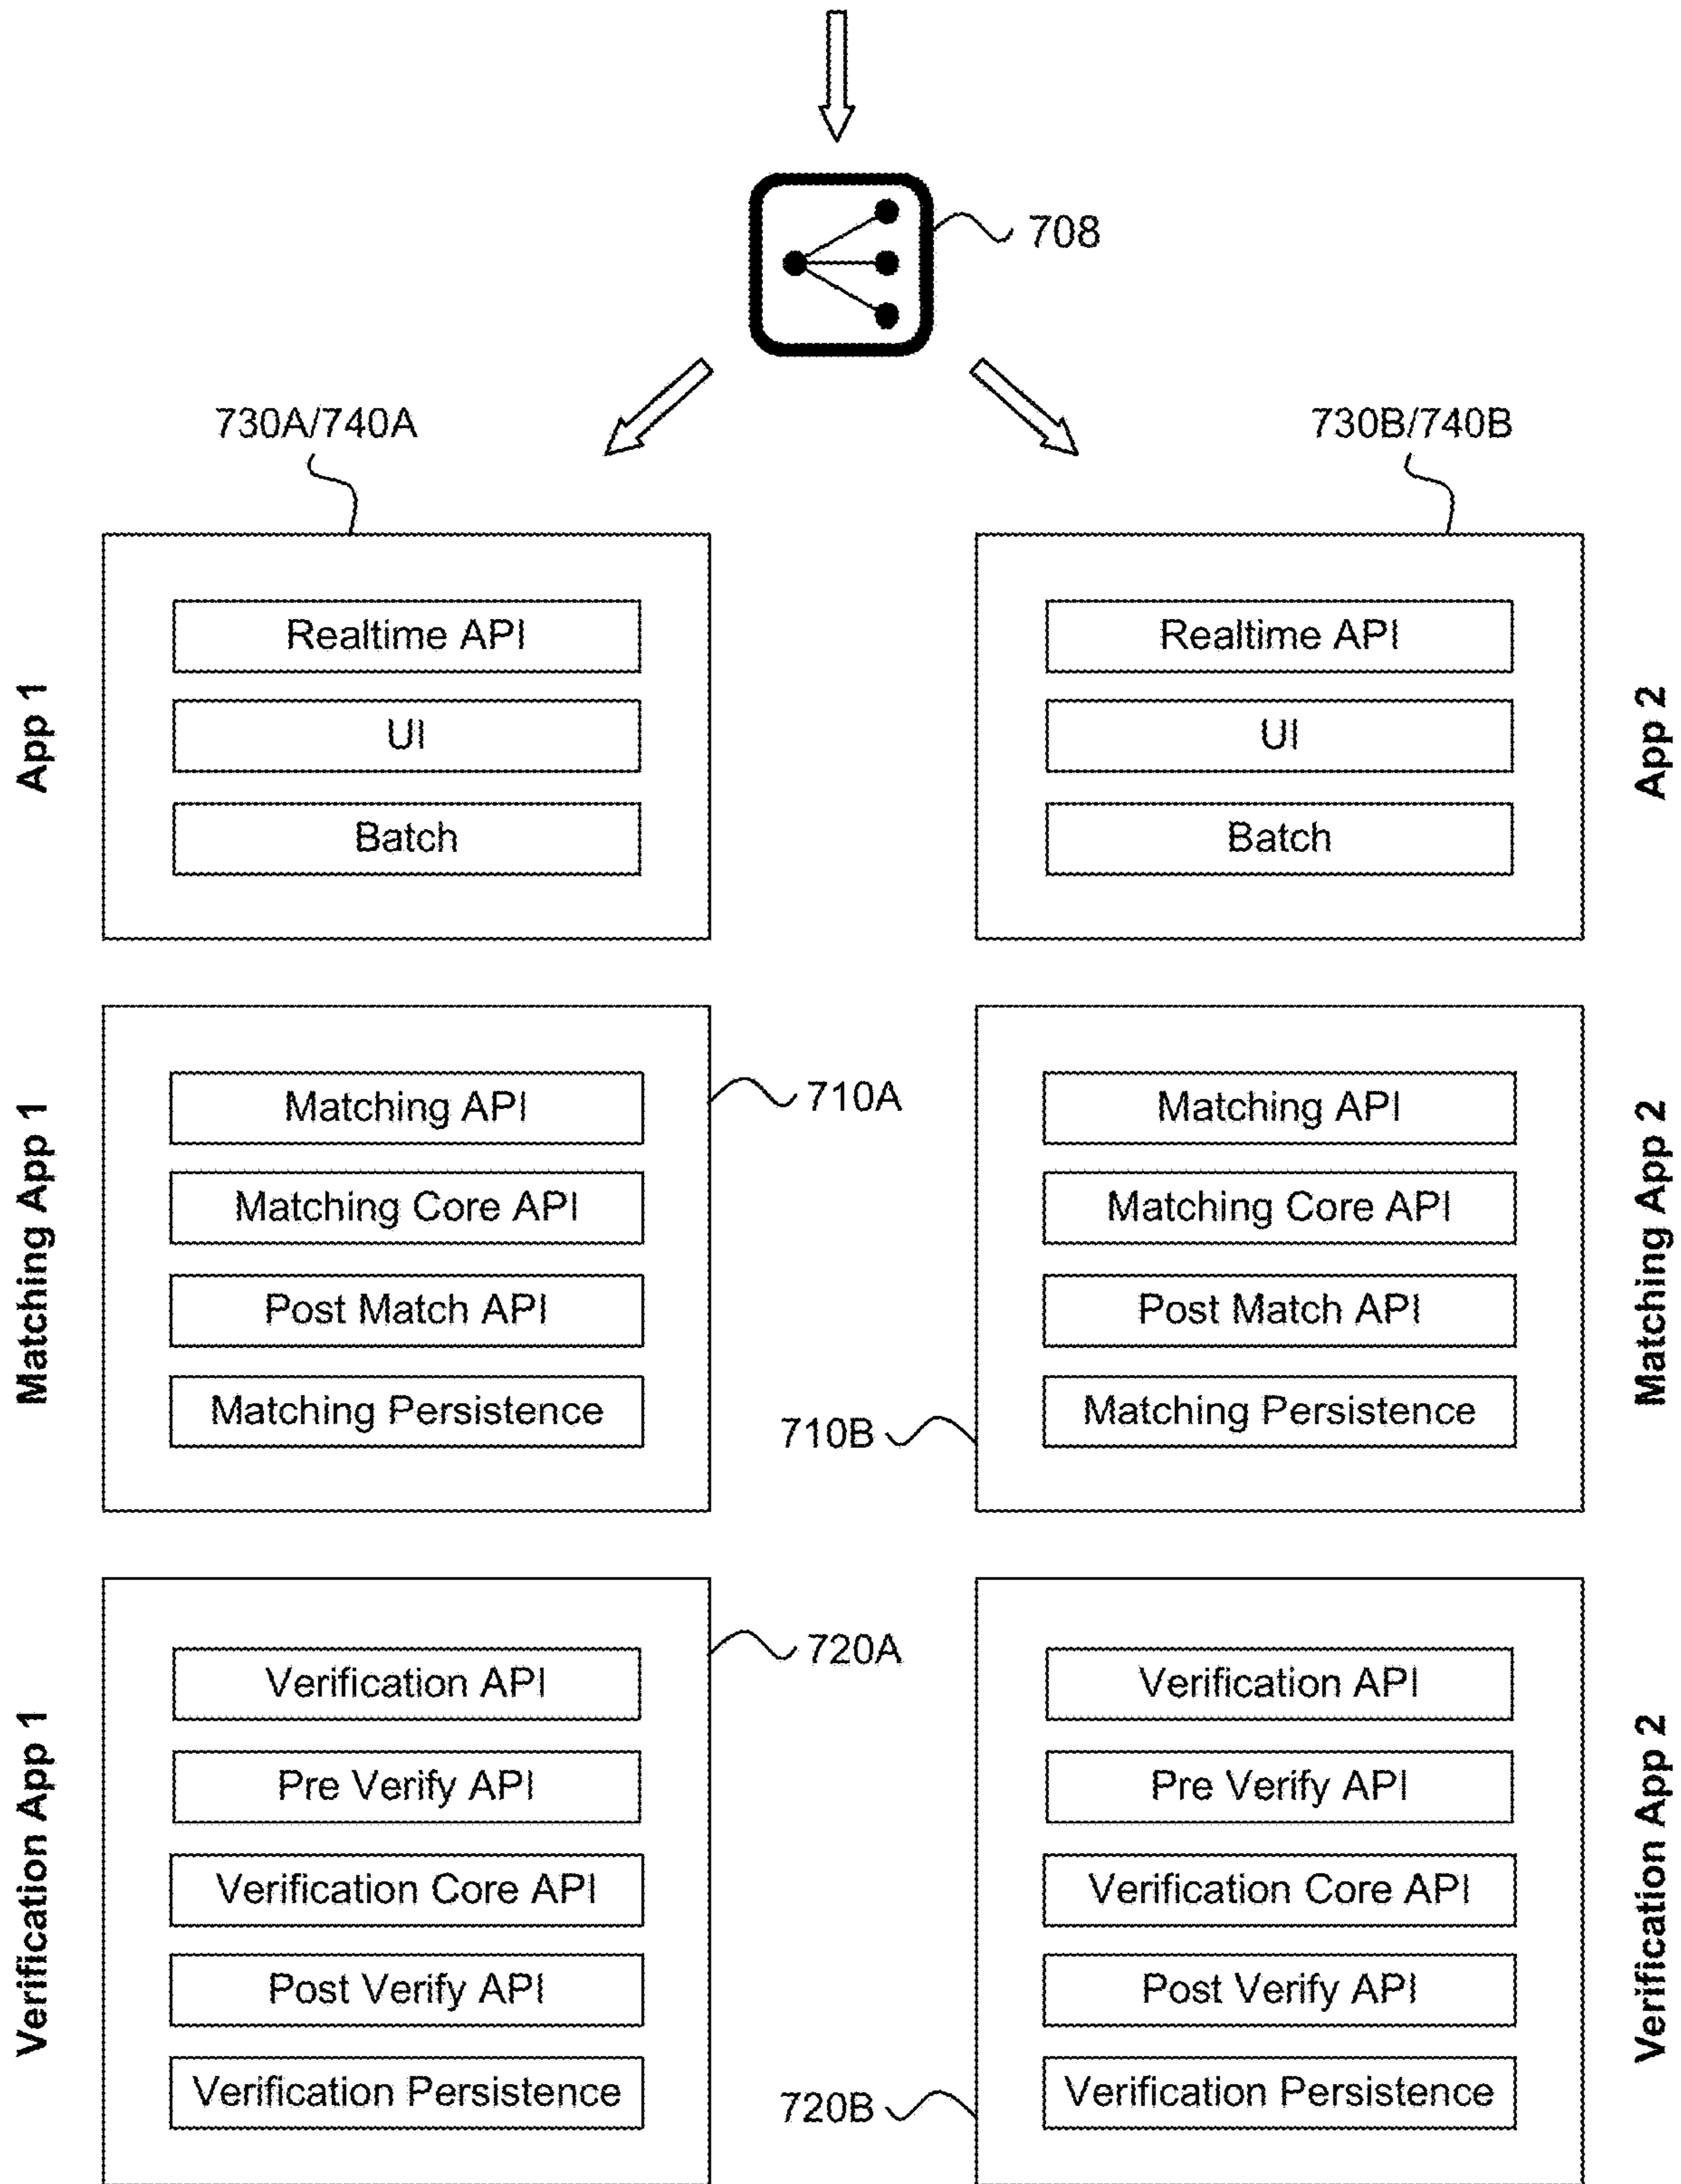 708
730A/740A
730B/740B
App 1
Realtime API
UI
Batch
Realtime API
UI
Batch
App 2
Matching App 1
Matching API
Matching Core API
Post Match API
Matching Persistence
710A
710B
Matching API
Matching Core API
Post Match API
Matching Persistence
Matching App 2
Verification App 1
Verification API
Pre Verify API
Verification Core API
Post Verify API
Verification Persistence
720A
720B
Verification API
Pre Verify API
Verification Core API
Post Verify API
Verification Persistence
Verification App 2